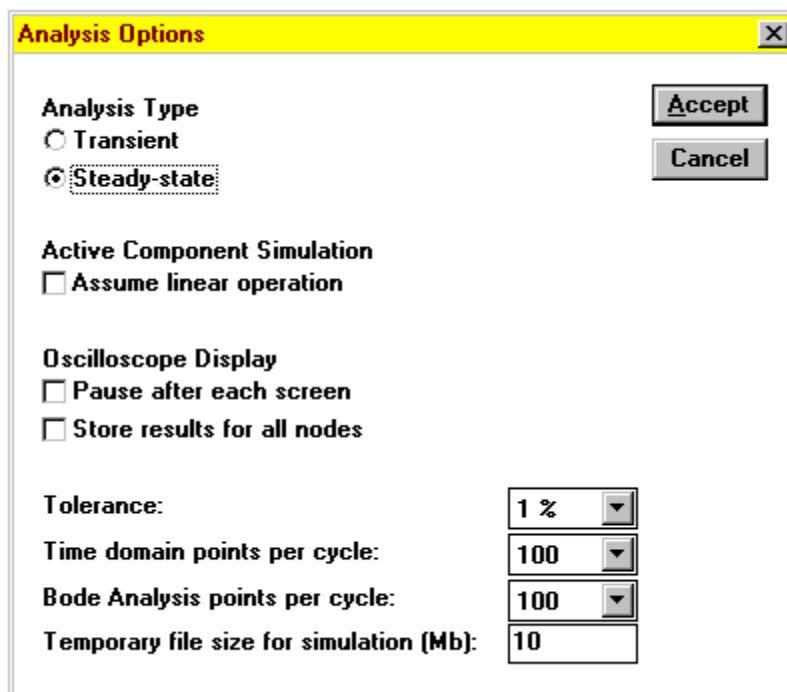 Analysis Options
Analysis Type
Accept
Transient
Cancel
Steady-state
Active Component Simulation
Assume linear operation
Oscilloscope Display
Pause after each screen
Store results for all nodes
Tolerance: 1 %
Time domain points per cycle: 100
Bode Analysis points per cycle: 100
Temporary file size for simulation (Mb): 10